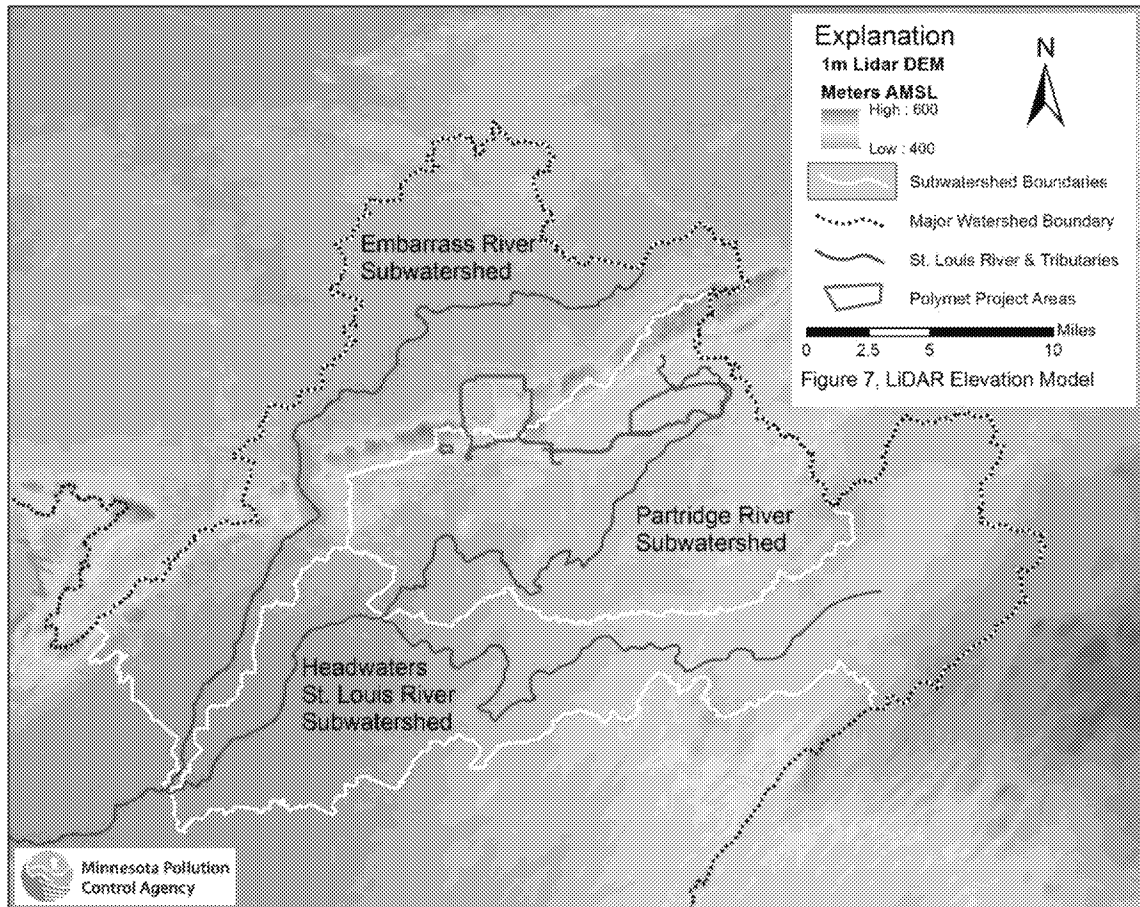 Explanation
1m Lidar DEM
Meters AMSL
High : 600
Low : 400
N
Subwatershed Boundaries
Major Watershed Boundary
St. Louis River & Tributaries
Polymet Project Areas
Miles
0 2.5 5 10
Figure 7, LiDAR Elevation Model
Embarrass River
Subwatershed
Partridge River
Subwatershed
Headwaters
St. Louis River
Subwatershed
Minnesota Pollution
Control Agency